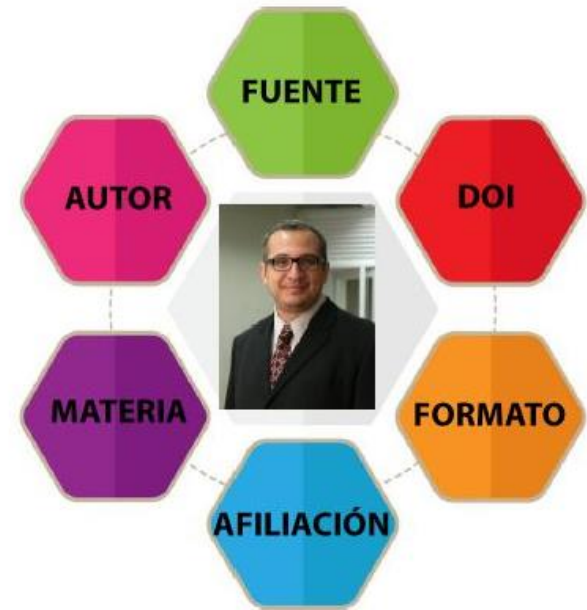 FUENTE
AUTOR
DOI
MATERIA
FORMATO
AFILIACIÓN